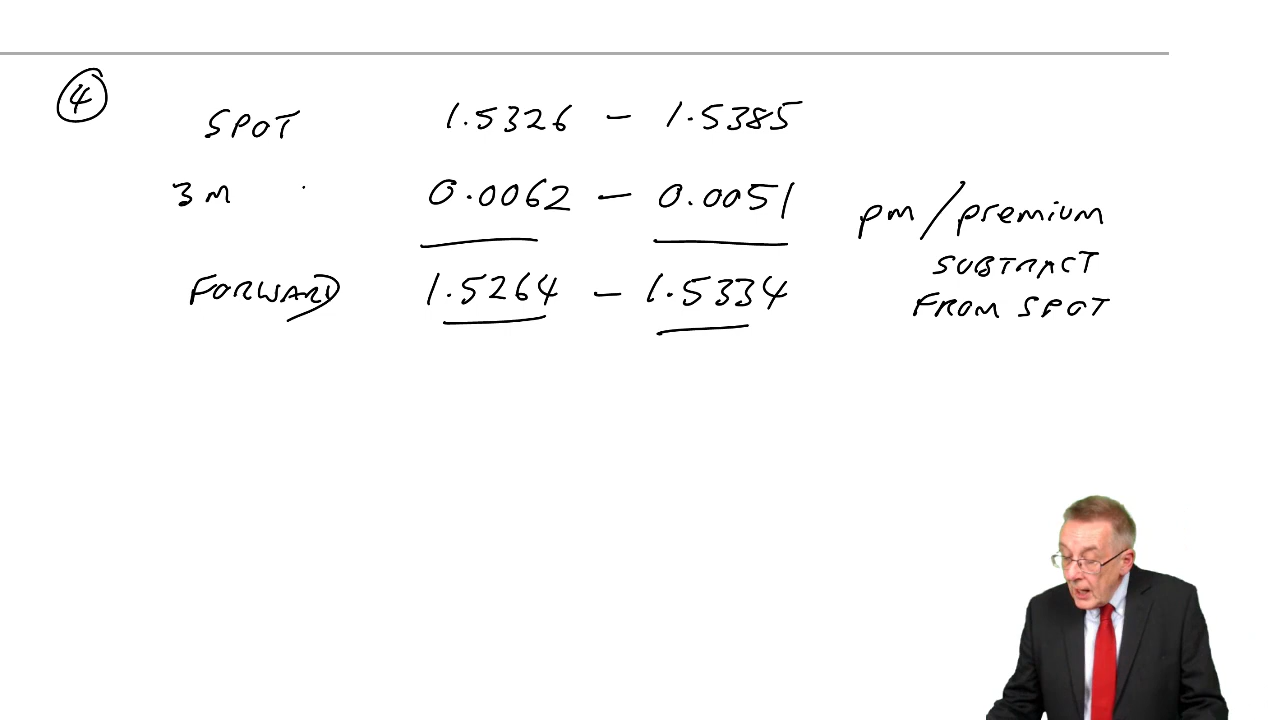 4
SPOT 1.5326 – 1.5385
3M 0.0062 – 0.0051 pm/premium
SUBTRACT
FORWARD 1.5264 – 1.5334 FROM SPOT